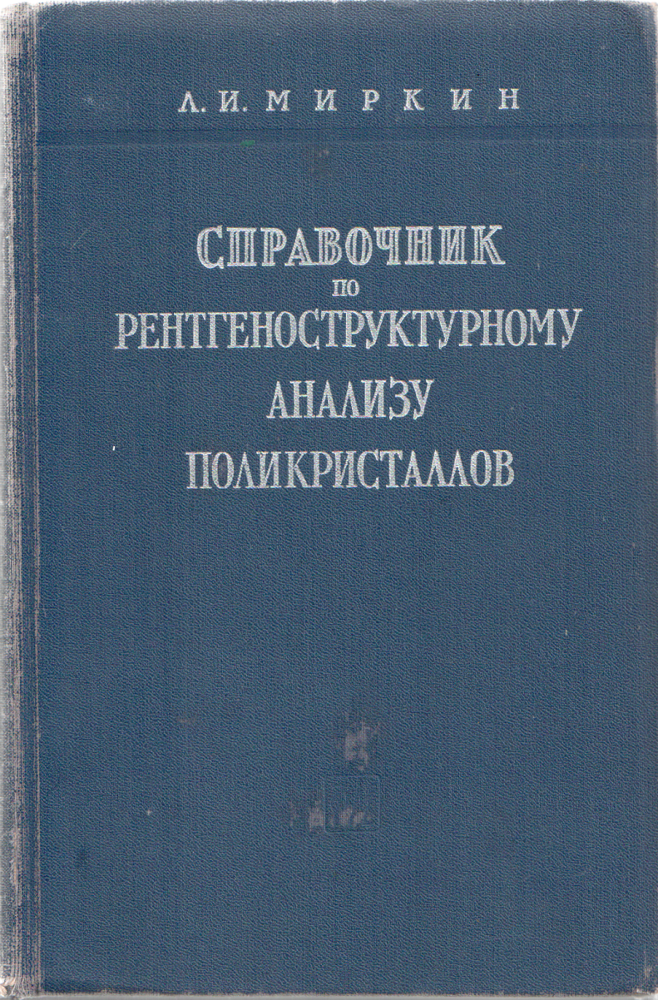 Л. И. МИРКИН
СПРАВОЧНИК
ПО
РЕНТГЕНОСТРУКТУРНОМУ
АНАЛИЗУ
ПОЛИКРИСТАЛЛОВ